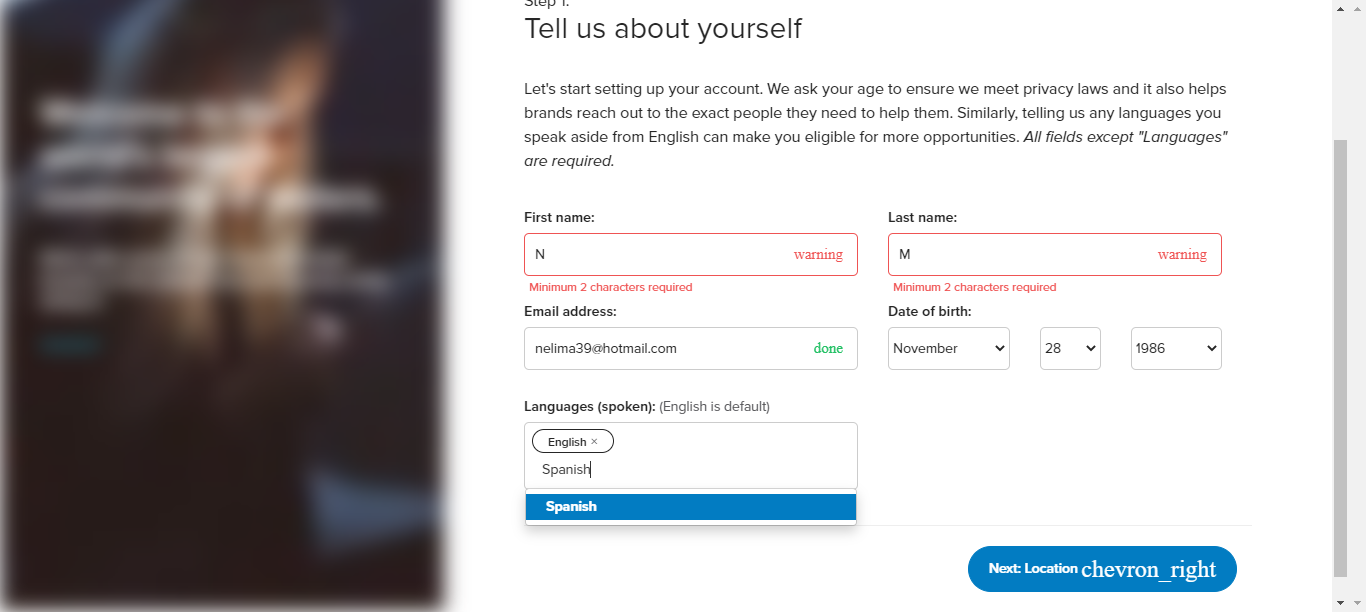 Step 1:
Tell us about yourself
Let's start setting up your account. We ask your age to ensure we meet privacy laws and it also helps
brands reach out to the exact people they need to help them. Similarly, telling us any languages you
speak aside from English can make you eligible for more opportunities. All fields except "Languages"
are required.
First name: Last name:
N warning M warning
Minimum 2 characters required Minimum 2 characters required
Email address: Date of birth:
nelima39@hotmail.com done November 28 1986
Languages (spoken): (English is default)
English ×
Spanish
Spanish
Next: Location chevron_right